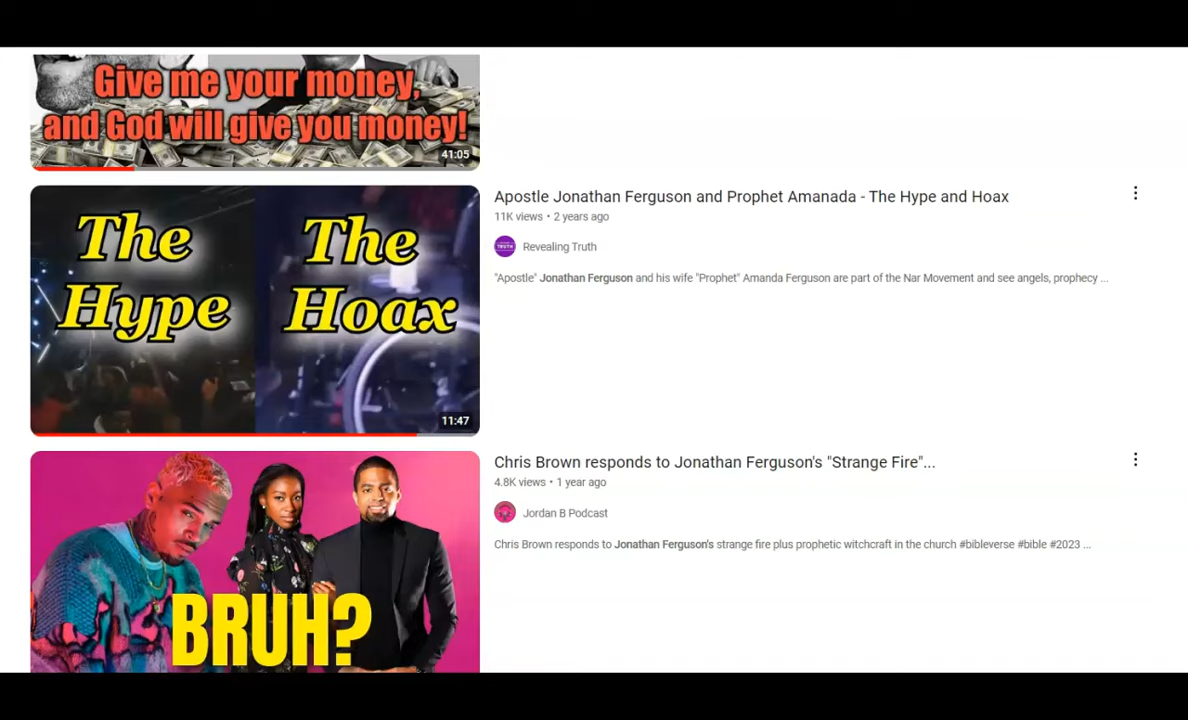 Give me your money,
and God will give you money!
41:05
The Hype
The Hoax
11:47
Apostle Jonathan Ferguson and Prophet Amanada - The Hype and Hoax
11K views • 2 years ago
TRUTH
Revealing Truth
"Apostle" Jonathan Ferguson and his wife "Prophet" Amanda Ferguson are part of the Nar Movement and see angels, prophecy ...
BRUH?
Chris Brown responds to Jonathan Ferguson's "Strange Fire"...
4.8K views • 1 year ago
Jordan B Podcast
Chris Brown responds to Jonathan Ferguson's strange fire plus prophetic witchcraft in the church #bibleverse #bible #2023 ...